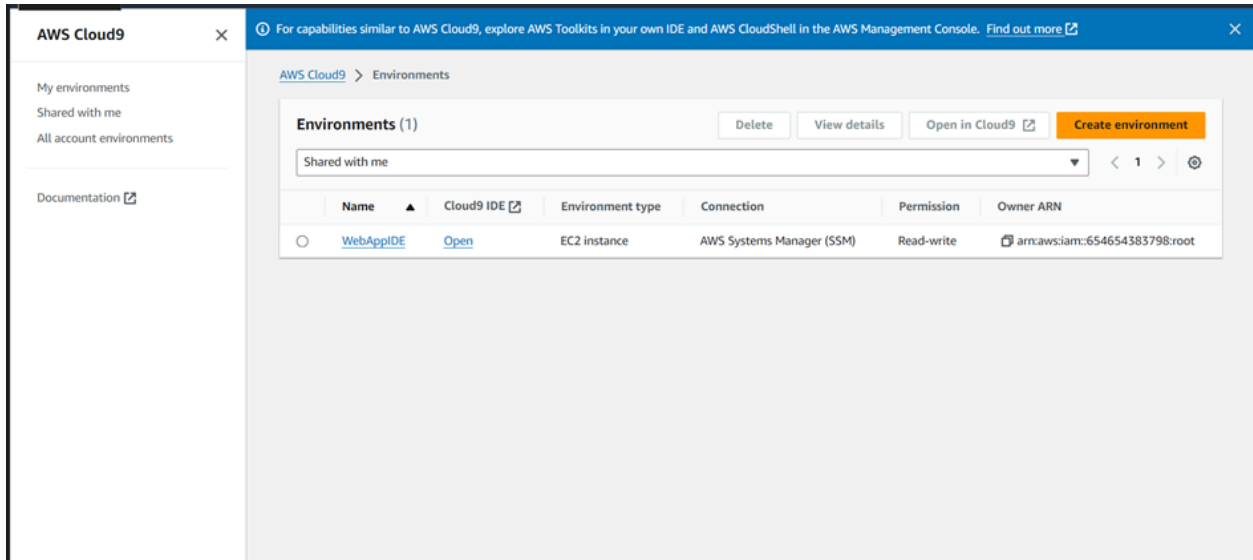 AWS Cloud9
For capabilities similar to AWS Cloud9, explore AWS Toolkits in your own IDE and AWS CloudShell in the AWS Management Console. Find out more
My environments
Shared with me
All account environments
Documentation
AWS Cloud9 > Environments
Environments (1)
Delete
View details
Open in Cloud9
Create environment
Shared with me
1
Name Cloud9 IDE Environment type Connection Permission Owner ARN
WebAppIDE Open EC2 instance AWS Systems Manager (SSM) Read-write arn:aws:iam::654654383798:root